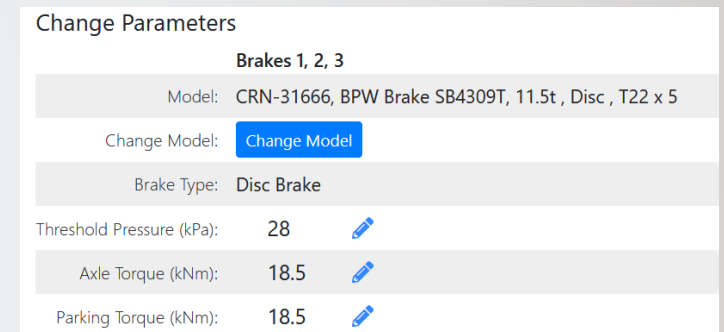 Change Parameters
Brakes 1, 2, 3
Model: CRN-31666, BPW Brake SB4309T, 11.5t , Disc , T22 x 5
Change Model: Change Model
Brake Type: Disc Brake
Threshold Pressure (kPa): 28
Axle Torque (kNm): 18.5
Parking Torque (kNm): 18.5